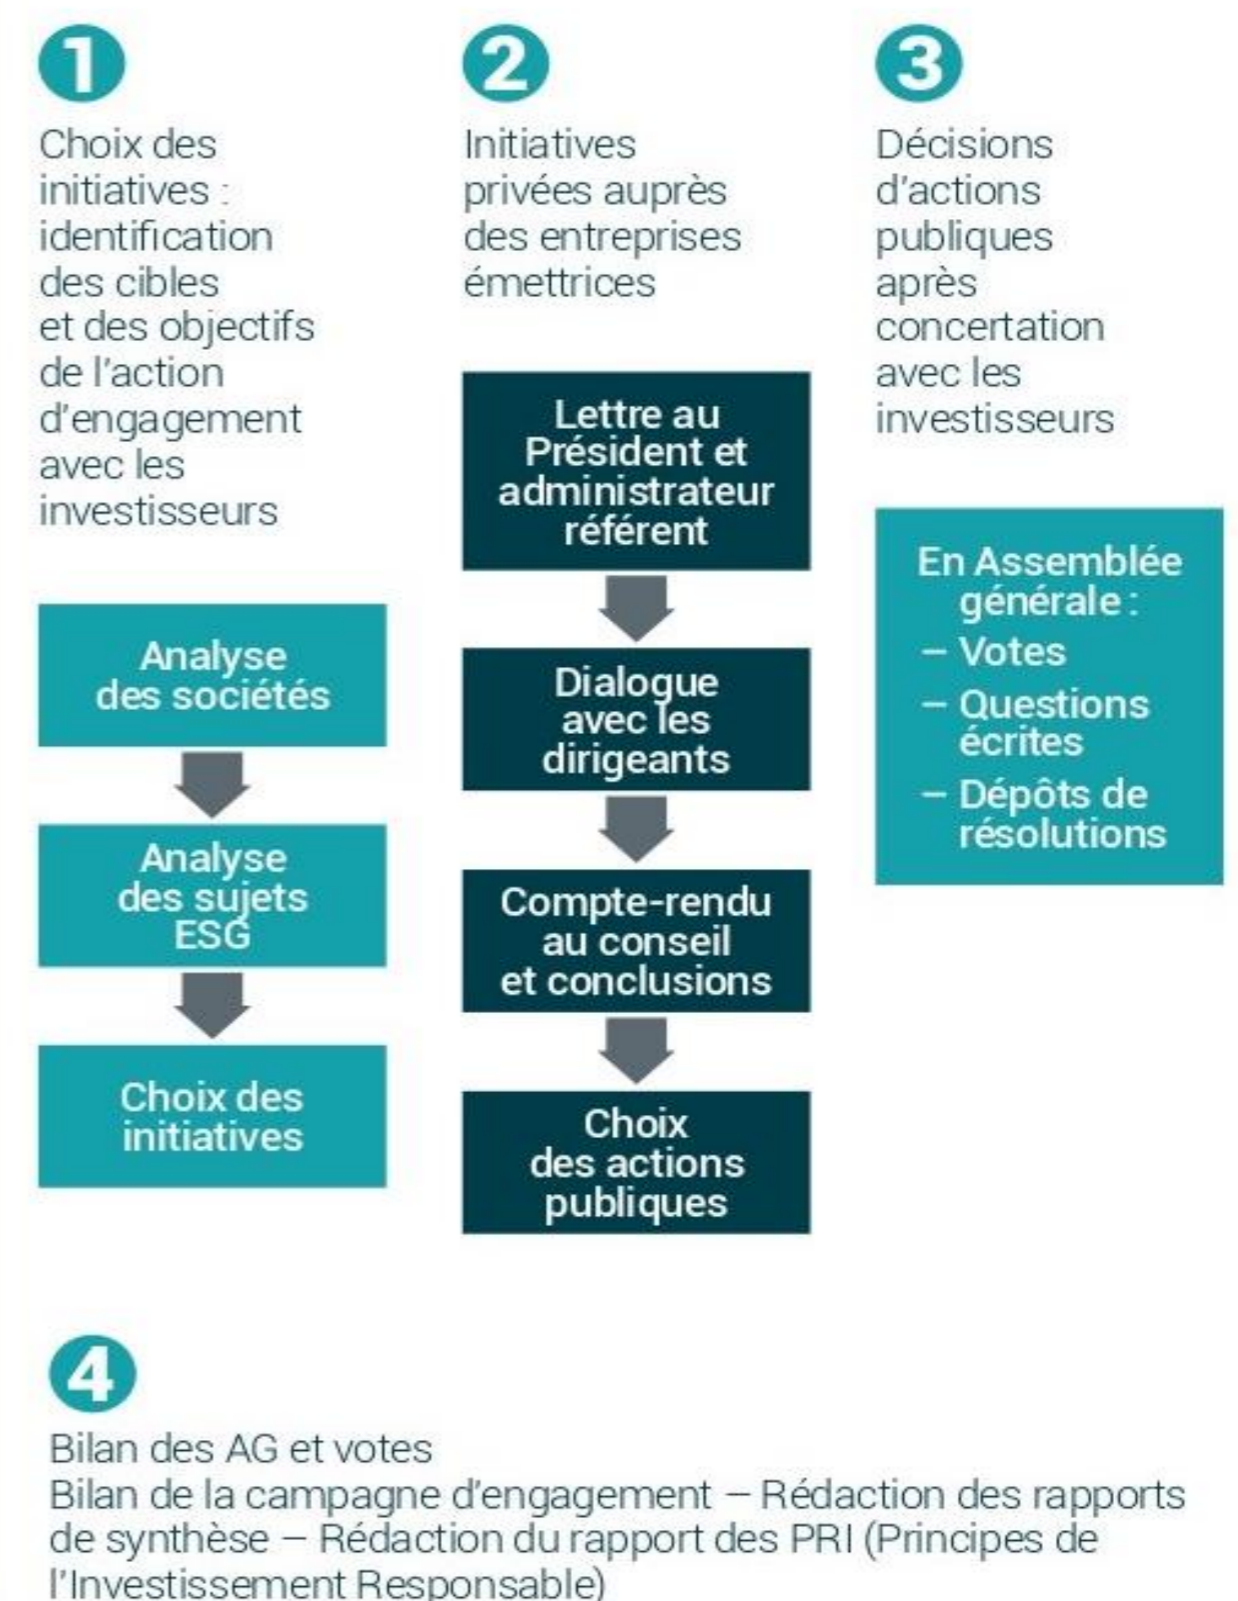 1
Choix des
initiatives :
identification
des cibles
et des objectifs
de l'action
d'engagement
avec les
investisseurs
Analyse
des sociétés
Analyse
des sujets
ESG
Choix des
initiatives
2
Initiatives
privées auprès
des entreprises
émettrices
Lettre au
Président et
administrateur
référent
Dialogue
avec les
dirigeants
Compte-rendu
au conseil
et conclusions
Choix
des actions
publiques
3
Décisions
d'actions
publiques
après
concertation
avec les
investisseurs
En Assemblée
générale :
– Votes
– Questions
écrites
– Dépôts de
résolutions
4
Bilan des AG et votes
Bilan de la campagne d'engagement – Rédaction des rapports
de synthèse – Rédaction du rapport des PRI (Principes de
l'Investissement Responsable)